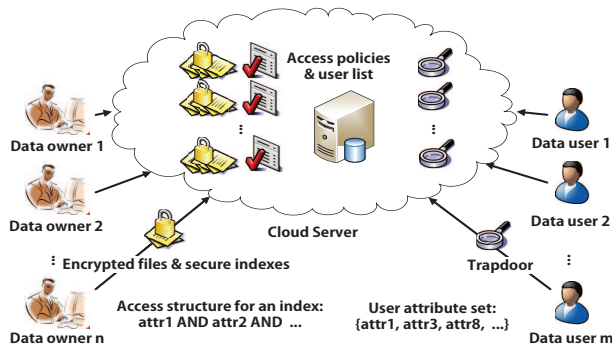 Access policies
& user list
Data owner 1
Data user 1
Data owner 2
Data user 2
Cloud Server
...
...
...
...
Encrypted files & secure indexes
Trapdoor
Access structure for an index:
attr1 AND attr2 AND ...
User attribute set:
{attr1, attr3, attr8, ...}
Data owner n
Data user m